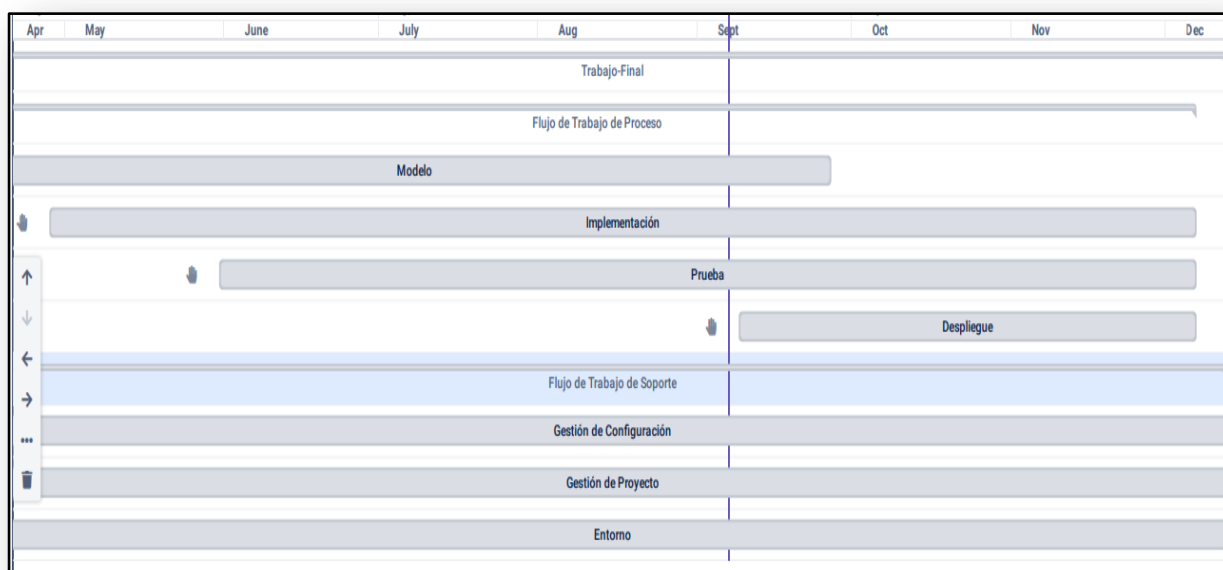 Apr May June July Aug Sept Oct Nov Dec
Trabajo-Final
Flujo de Trabajo de Proceso
Modelo
Implementación
Prueba
Despliegue
Flujo de Trabajo de Soporte
Gestión de Configuración
Gestión de Proyecto
Entorno